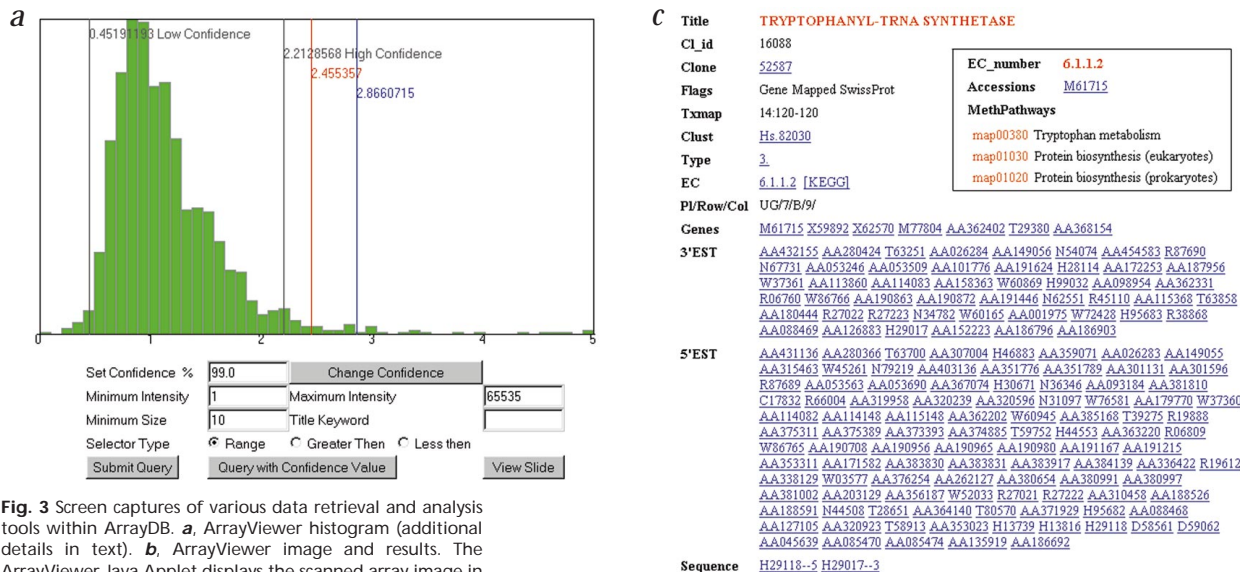 a
0.45191193 Low Confidence
2.2128568 High Confidence
2.455357
2.8660715
0 1 2 3 4 5
Set Confidence % 99.0 Change Confidence
Minimum Intensity 1 Maximum Intensity 65535
Minimum Size 10 Title Keyword
Selector Type Range Greater Then Less then
Submit Query Query with Confidence Value View Slide
Fig. 3 Screen captures of various data retrieval and analysis
tools within ArrayDB. a, ArrayViewer histogram (additional
details in text). b, ArrayViewer image and results. The
ArrayViewer Java Applet displays the scanned array image in
c
Title TRYPTOPHANYL-TRNA SYNTHETASE
Cl_id 16088
Clone 52587
Flags Gene Mapped SwissProt
Txmap 14:120-120
Clust Hs.82030
Type 3.
EC 6.1.1.2 [KEGG]
Pl/Row/Col UG/7/B/9/
EC_number 6.1.1.2
Accessions M61715
MethPathways
map00380 Tryptophan metabolism
map01030 Protein biosynthesis (eukaryotes)
map01020 Protein biosynthesis (prokaryotes)
Genes M61715 X59892 X62570 M77804 AA362402 T29380 AA368154
3'EST AA432155 AA280424 T63251 AA026284 AA149056 N54074 AA454583 R87690
N67731 AA053246 AA053509 AA101776 AA191624 H28114 AA172253 AA187956
W37361 AA113860 AA114083 AA158363 W60869 H99032 AA098954 AA362331
R06760 W86766 AA190863 AA190872 AA191446 N62551 R45110 AA115368 T63858
AA180444 R27022 R27223 N34782 W60165 AA001975 W72428 H95683 R38868
AA088469 AA126883 H29017 AA152223 AA186796 AA186903
5'EST AA431136 AA280366 T63700 AA307004 H46883 AA359071 AA026283 AA149055
AA315463 W45261 N79219 AA403136 AA351776 AA351789 AA301131 AA301596
R87689 AA053563 AA053690 AA367074 H30671 N36346 AA093184 AA381810
C17832 R66004 AA319958 AA320239 AA320596 N31097 W76581 AA179770 W37360
AA114082 AA114148 AA115148 AA362202 W60945 AA385168 T39275 R19888
AA375311 AA375389 AA373393 AA374885 T59752 H44553 AA363220 R06809
W86765 AA190708 AA190956 AA190965 AA190980 AA191167 AA191215
AA353311 AA171582 AA383830 AA383831 AA383917 AA384139 AA336422 R19612
AA338129 W03577 AA376254 AA262127 AA380654 AA380991 AA380997
AA381002 AA203129 AA356187 W52033 R27021 R27222 AA310458 AA188526
AA188591 N44508 T28651 AA364140 T80570 AA371929 H95682 AA088468
AA127105 AA320923 T58913 AA353023 H13739 H13816 H29118 D58561 D59062
AA045639 AA085470 AA085474 AA135919 AA186692
Sequence H29118--5 H29017--3